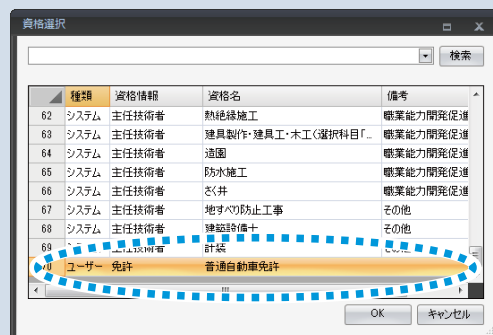 資格選択
検索
種類 資格情報 資格名 備考
62 システム 主任技術者 熱絶縁施工 職業能力開発促進
63 システム 主任技術者 建具製作・建具工・木工(選択科目「... 職業能力開発促進
64 システム 主任技術者 造園 職業能力開発促進
65 システム 主任技術者 防水施工 職業能力開発促進
66 システム 主任技術者 さく井 職業能力開発促進
67 システム 主任技術者 地すべり防止工事 その他
68 システム 主任技術者 建築設備士 その他
69 計装
70 ユーザー 免許 普通自動車免許
OK キャンセル